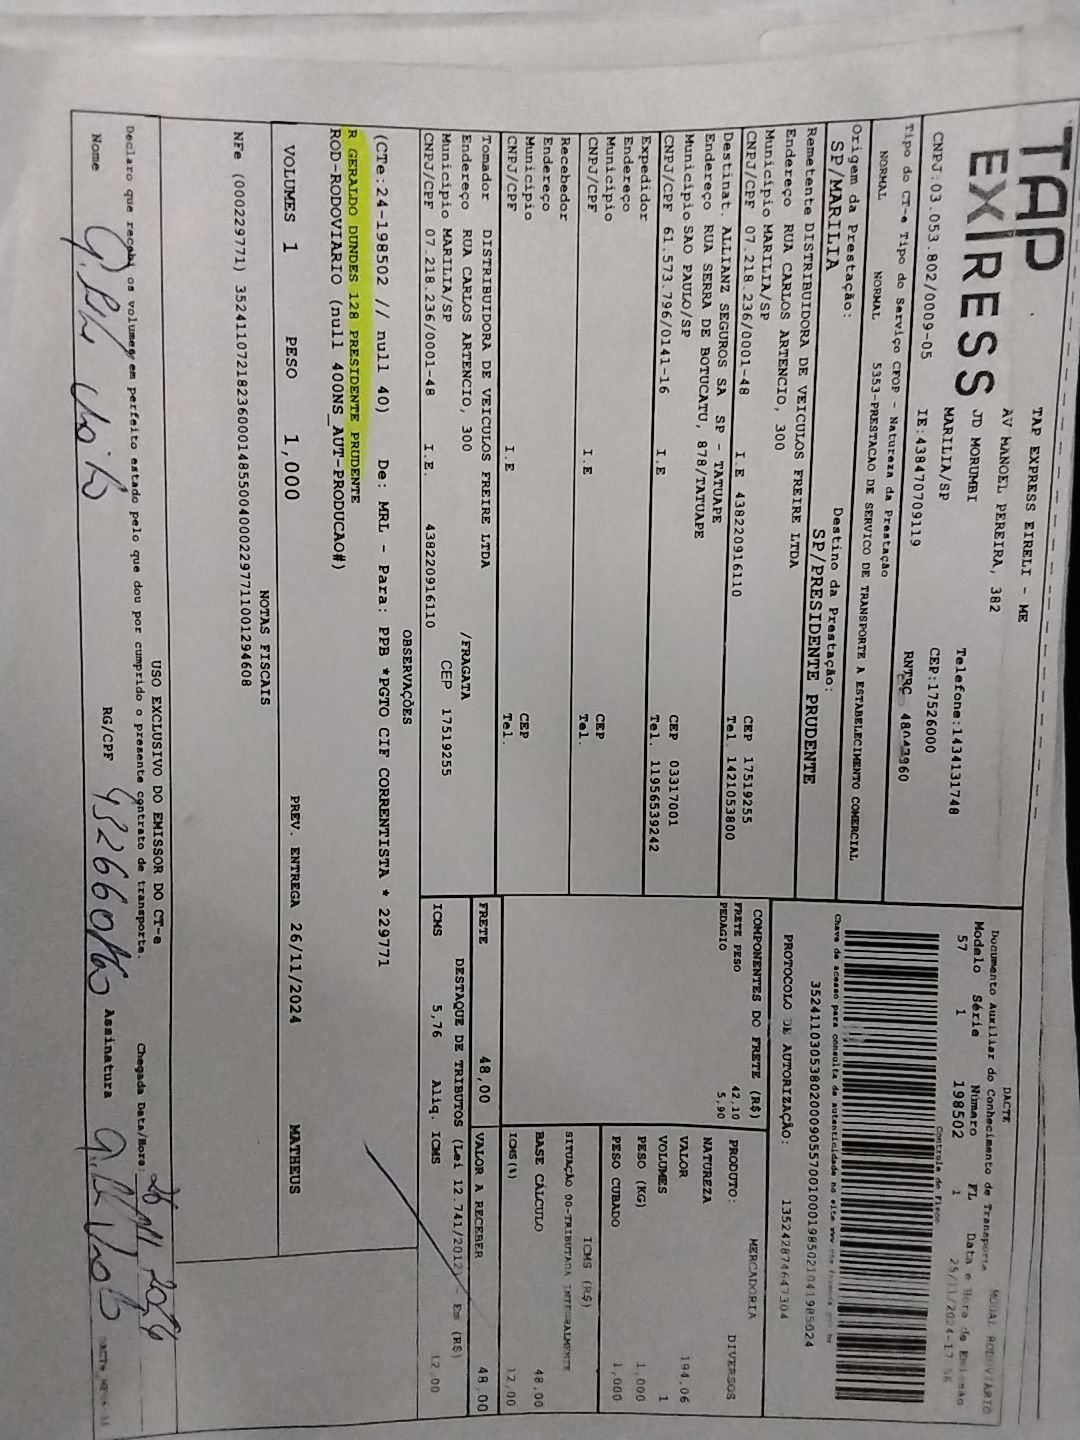 TAP
EXPRESS
TAP EXPRESS EIRELI - ME
AV MANOEL PEREIRA, 382
JD MORUMBI
MARILIA/SP
Telefone:1434131748
CEP:17526000
CNPJ:03.053.802/0009-05
IE:438470709119
RNTRC
Tipo do CT-e Tipo do Serviço CFOP - Natureza da Prestação
NORMAL NORMAL 5353-PRESTACAO DE SERVICO DE TRANSPORTE A ESTABELECIMENTO COMERCIAL
Origem da Prestação: Destino da Prestação:
SP/MARILIA SP/PRESIDENTE PRUDENTE
Remetente DISTRIBUIDORA DE VEICULOS FREIRE LTDA
Endereço RUA CARLOS ARTENCIO, 300
Município MARILIA/SP CEP 17519255
CNPJ/CPF 07.218.236/0001-48 I.E 438220916110 Tel. 1421053800
Destinat. ALLIANZ SEGUROS SA SP - TATUAPE
Endereço RUA SERRA DE BOTUCATU, 878/TATUAPE
Município SAO PAULO/SP CEP 03317001
CNPJ/CPF 61.573.796/0141-16 I.E Tel. 11956539242
Expedidor
Endereço
Município CEP
CNPJ/CPF I.E Tel.
Recebedor
Endereço
Município CEP
CNPJ/CPF I.E Tel.
Tomador DISTRIBUIDORA DE VEICULOS FREIRE LTDA
Endereço RUA CARLOS ARTENCIO, 300 /FRAGATA
Município MARILIA/SP CEP 17519255
CNPJ/CPF 07.218.236/0001-48 I.E. 438220916110
DACTE
Documento Auxiliar do Conhecimento de Transporte MODAL RODOVIARIO
Modelo Série Número FL Data e Hora de Emissão
57 1 198502 1 25/11/2024-17 56
Controle do Fisco
Chave de acesso para consulta de autenticidade no site
35241103053802000905570010001985021041985024
PROTOCOLO DE AUTORIZAÇÃO: 135242874647304
COMPONENTES DO FRETE (R$)
FRETE PESO 42,10
PEDAGIO 5,90
PRODUTO: MERCADORIA
NATUREZA DIVERSOS
VALOR 194,06
VOLUMES 1
PESO (KG) 1,000
PESO CUBADO 1,000
ICMS (R$)
SITUAÇÃO 00-TRIBUTADA INTEGRALMENTE
BASE CÁLCULO 48,00
ICMS(%) 12,00
FRETE 48,00 VALOR A RECEBER 48,00
DESTAQUE DE TRIBUTOS (Lei 12.741/2012) - Em (R$)
ICMS 5,76 Aliq. ICMS 12,00
OBSERVAÇÕES
(CTe:24-198502 // null 40) De: MRL - Para: PPB *PGTO CIF CORRENTISTA * 229771
R GERALDO DUNDES 128 PRESIDENTE PRUDENTE
ROD-RODOVIARIO (null 400NS_AUT-PRODUCAO#)
VOLUMES 1 PESO 1,000 PREV. ENTREGA 26/11/2024 MATHEUS
NOTAS FISCAIS
NFe (000229771) 35241107218236000148550040002297711001294608
USO EXCLUSIVO DO EMISSOR DO CT-e
Declaro que recebi os volumes em perfeito estado pelo que dou por cumprido o presente contrato de transporte.
Chegada Data/Hora: 26/11/2024
Nome RG/CPF Assinatura